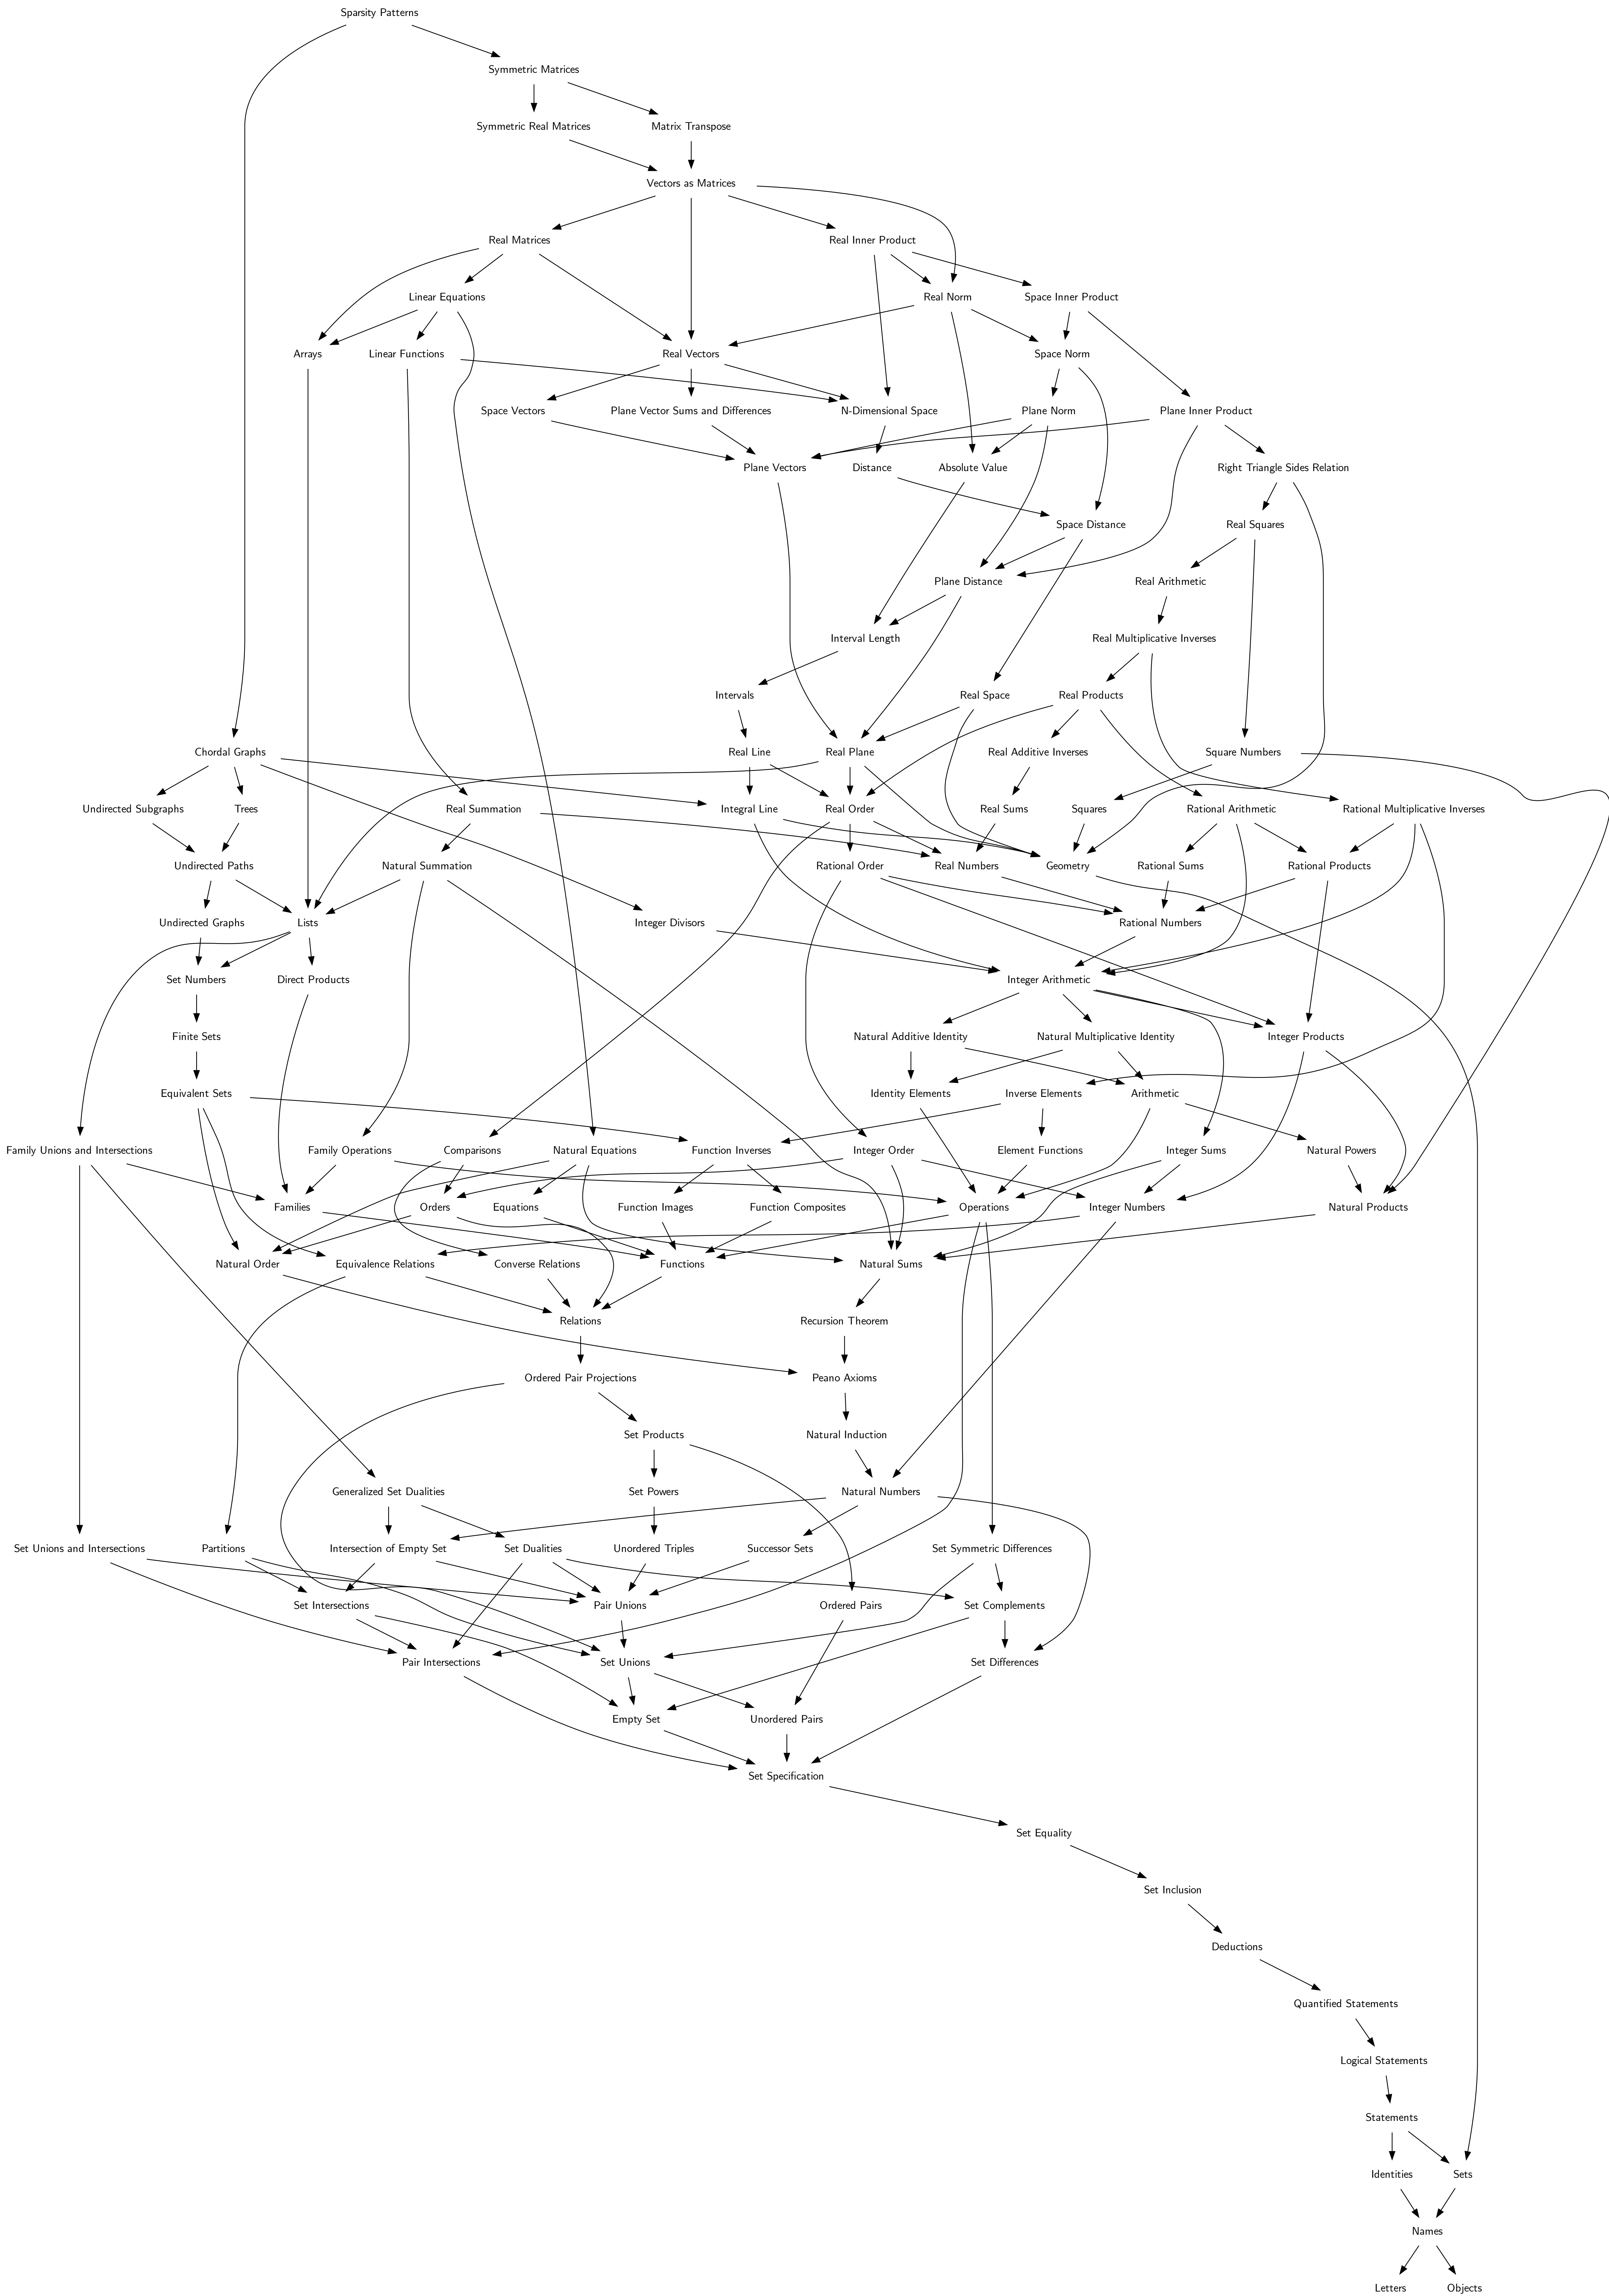 Sparsity Patterns
Symmetric Matrices
Symmetric Real Matrices
Matrix Transpose
Vectors as Matrices
Real Matrices
Real Inner Product
Linear Equations
Real Norm
Space Inner Product
Arrays
Linear Functions
Real Vectors
Space Norm
Space Vectors
Plane Vector Sums and Differences
N-Dimensional Space
Plane Norm
Plane Inner Product
Plane Vectors
Distance
Absolute Value
Right Triangle Sides Relation
Space Distance
Real Squares
Plane Distance
Real Arithmetic
Interval Length
Real Multiplicative Inverses
Intervals
Real Space
Real Products
Chordal Graphs
Real Line
Real Plane
Real Additive Inverses
Square Numbers
Undirected Subgraphs
Trees
Real Summation
Integral Line
Real Order
Real Sums
Squares
Rational Arithmetic
Rational Multiplicative Inverses
Undirected Paths
Natural Summation
Rational Order
Real Numbers
Geometry
Rational Sums
Rational Products
Undirected Graphs
Lists
Integer Divisors
Rational Numbers
Set Numbers
Direct Products
Integer Arithmetic
Finite Sets
Natural Additive Identity
Natural Multiplicative Identity
Integer Products
Equivalent Sets
Identity Elements
Inverse Elements
Arithmetic
Family Unions and Intersections
Family Operations
Comparisons
Natural Equations
Function Inverses
Integer Order
Element Functions
Integer Sums
Natural Powers
Families
Orders
Equations
Function Images
Function Composites
Operations
Integer Numbers
Natural Products
Natural Order
Equivalence Relations
Converse Relations
Functions
Natural Sums
Relations
Recursion Theorem
Ordered Pair Projections
Peano Axioms
Set Products
Natural Induction
Generalized Set Dualities
Set Powers
Natural Numbers
Set Unions and Intersections
Partitions
Intersection of Empty Set
Set Dualities
Unordered Triples
Successor Sets
Set Symmetric Differences
Set Intersections
Pair Unions
Ordered Pairs
Set Complements
Pair Intersections
Set Unions
Set Differences
Empty Set
Unordered Pairs
Set Specification
Set Equality
Set Inclusion
Deductions
Quantified Statements
Logical Statements
Statements
Identities
Sets
Names
Letters
Objects